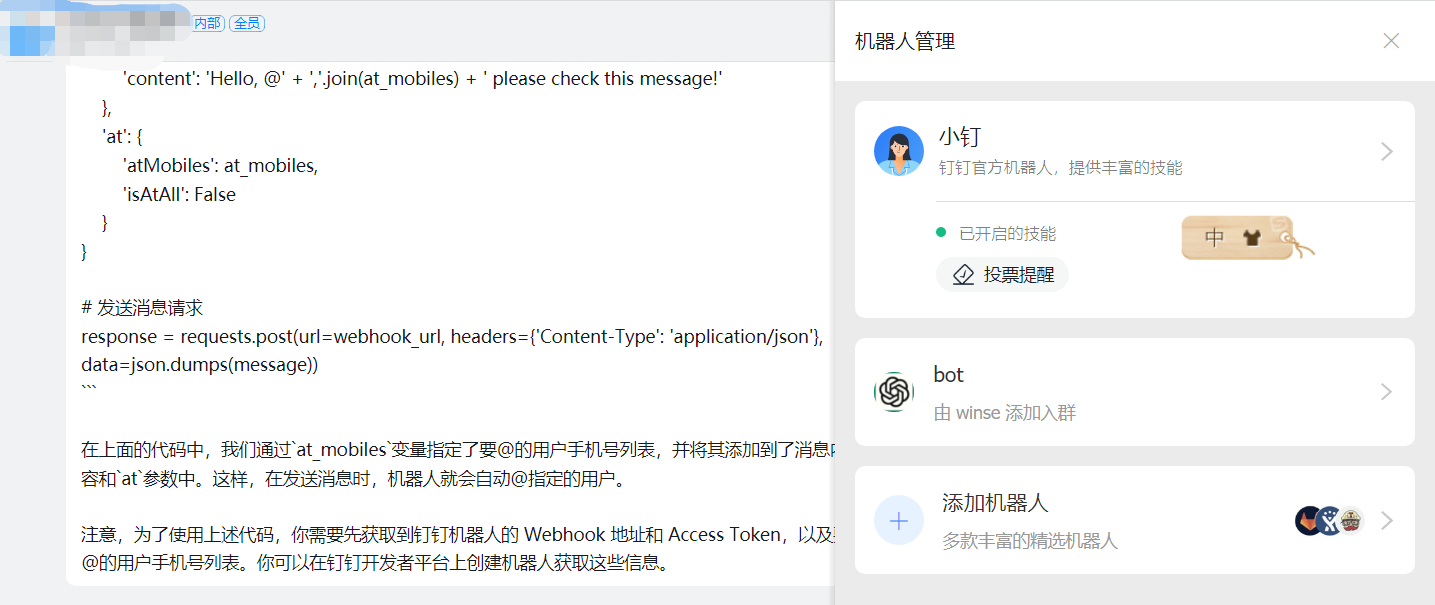 内部 全员
'content': 'Hello, @' + ','.join(at_mobiles) + ' please check this message!'
},
'at': {
'atMobiles': at_mobiles,
'isAtAll': False
}
}
# 发送消息请求
response = requests.post(url=webhook_url, headers={'Content-Type': 'application/json'},
data=json.dumps(message))
```
在上面的代码中，我们通过`at_mobiles`变量指定了要@的用户手机号列表，并将其添加到了消息内
容和`at`参数中。这样，在发送消息时，机器人就会自动@指定的用户。
注意，为了使用上述代码，你需要先获取到钉钉机器人的 Webhook 地址和 Access Token，以及
@的用户手机号列表。你可以在钉钉开发者平台上创建机器人获取这些信息。
机器人管理
小钉
钉钉官方机器人，提供丰富的技能
已开启的技能
中
投票提醒
bot
由 winse 添加入群
添加机器人
多款丰富的精选机器人